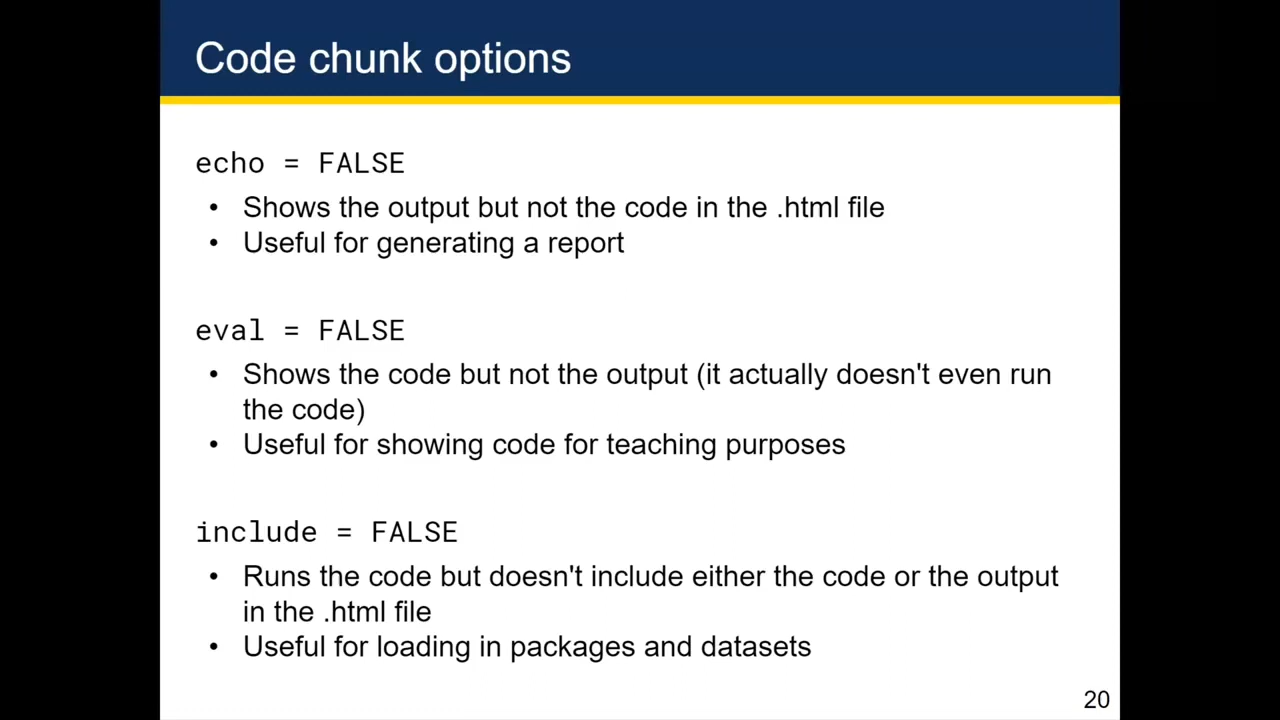 Code chunk options
echo = FALSE
• Shows the output but not the code in the .html file
• Useful for generating a report
eval = FALSE
• Shows the code but not the output (it actually doesn't even run
the code)
• Useful for showing code for teaching purposes
include = FALSE
• Runs the code but doesn't include either the code or the output
in the .html file
• Useful for loading in packages and datasets
20